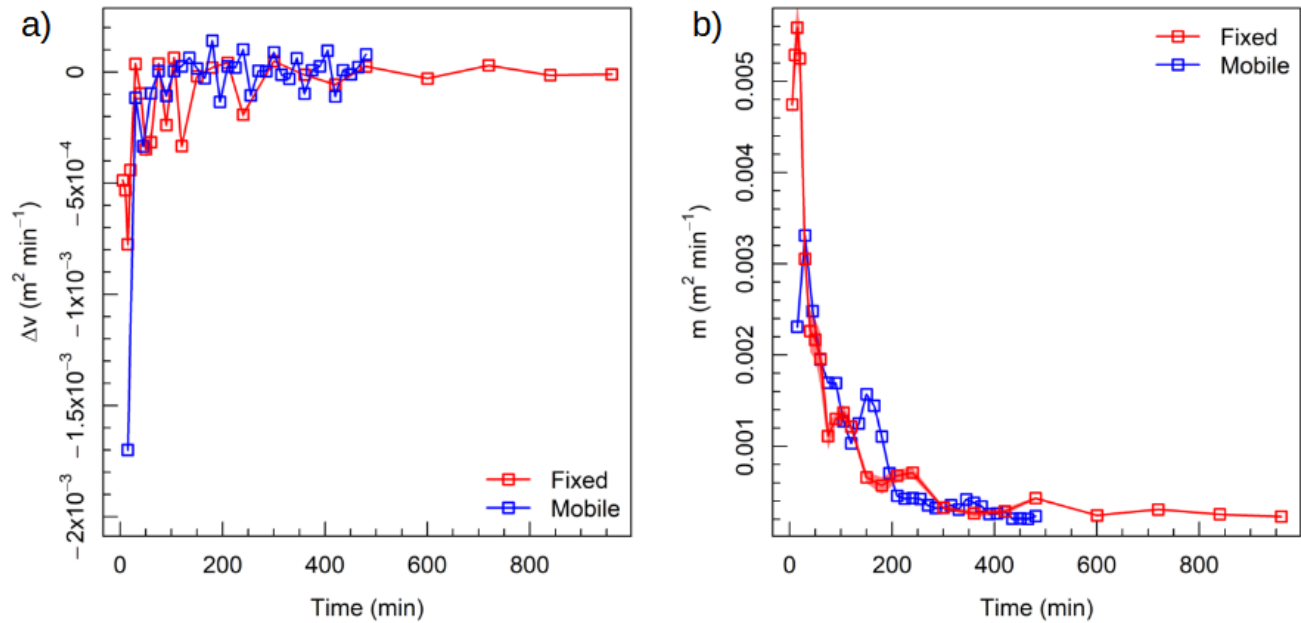 a)
0
−5x10⁻⁴
−1x10⁻³
−1.5x10⁻³
−2x10⁻³
Δv (m² min⁻¹)
Fixed
Mobile
0 200 400 600 800
Time (min)
b)
Fixed
Mobile
0.005
0.004
0.003
0.002
0.001
m (m² min⁻¹)
0 200 400 600 800
Time (min)